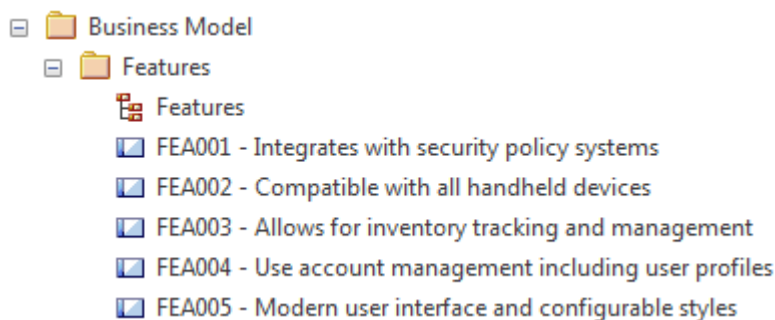 Business Model
Features
Features
FEA001 - Integrates with security policy systems
FEA002 - Compatible with all handheld devices
FEA003 - Allows for inventory tracking and management
FEA004 - Use account management including user profiles
FEA005 - Modern user interface and configurable styles